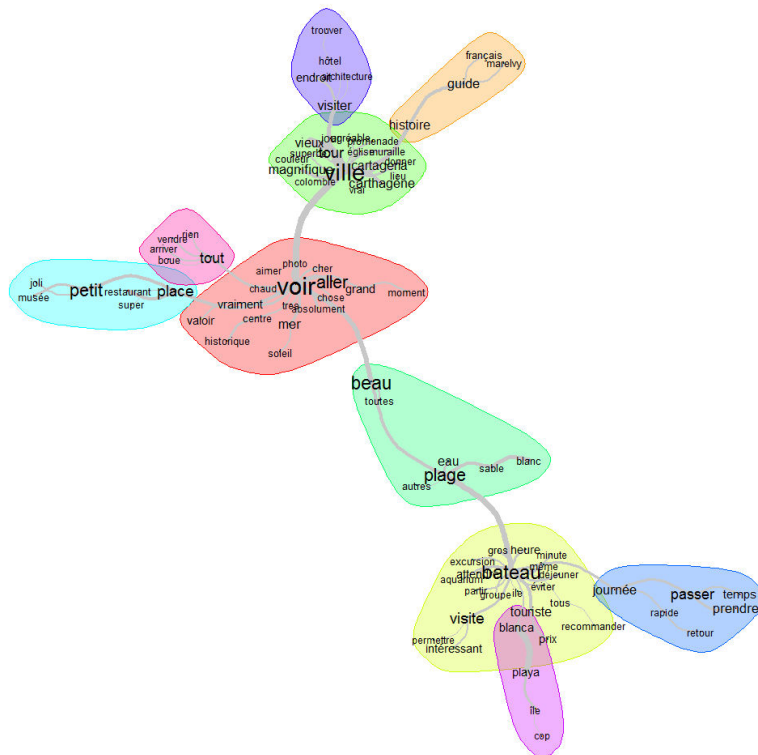 trouver
français
marelvy
hôtel
architecture
endroit
guide
visiter
histoire
vieux
jour
agréable
promenade
superbe
tour
église
muraille
couleur
donner
magnifique
ville
cartagena
lieu
colombie
vrai
carthagène
vendre
rien
arriver
boue
tout
joli
petit
restaurant
place
musée
super
aimer
photo
cher
chaud
voir
aller
grand
moment
vraiment
chose
valoir
centre
tres
absolument
mer
historique
soleil
beau
toutes
eau
sable
blanc
autres
plage
gros
heure
minute
excursion
même
attendre
bateau
déjeuner
aquarium
éviter
partir
groupe
île
journée
passer
temps
prendre
visite
touriste
tous
rapide
blanca
recommander
retour
permettre
intéressant
prix
playa
île
cap